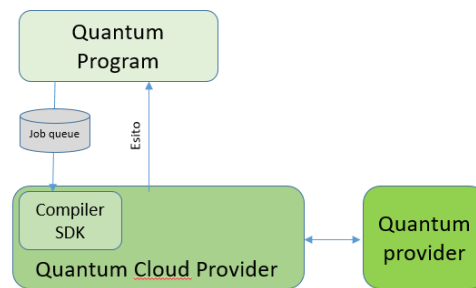 Quantum
Program
Job queue
Esito
Compiler
SDK
Quantum Cloud Provider
Quantum
provider